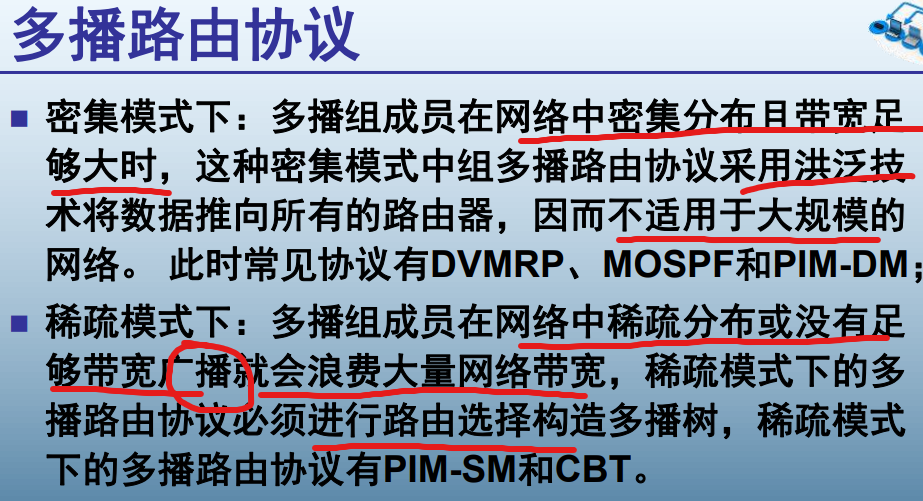 多播路由协议
密集模式下：多播组成员在网络中密集分布且带宽足
够大时，这种密集模式中组多播路由协议采用洪泛技
术将数据推向所有的路由器，因而不适用于大规模的
网络。 此时常见协议有DVMRP、MOSPF和PIM-DM；
稀疏模式下：多播组成员在网络中稀疏分布或没有足
够带宽广播就会浪费大量网络带宽，稀疏模式下的多
播路由协议必须进行路由选择构造多播树，稀疏模式
下的多播路由协议有PIM-SM和CBT。